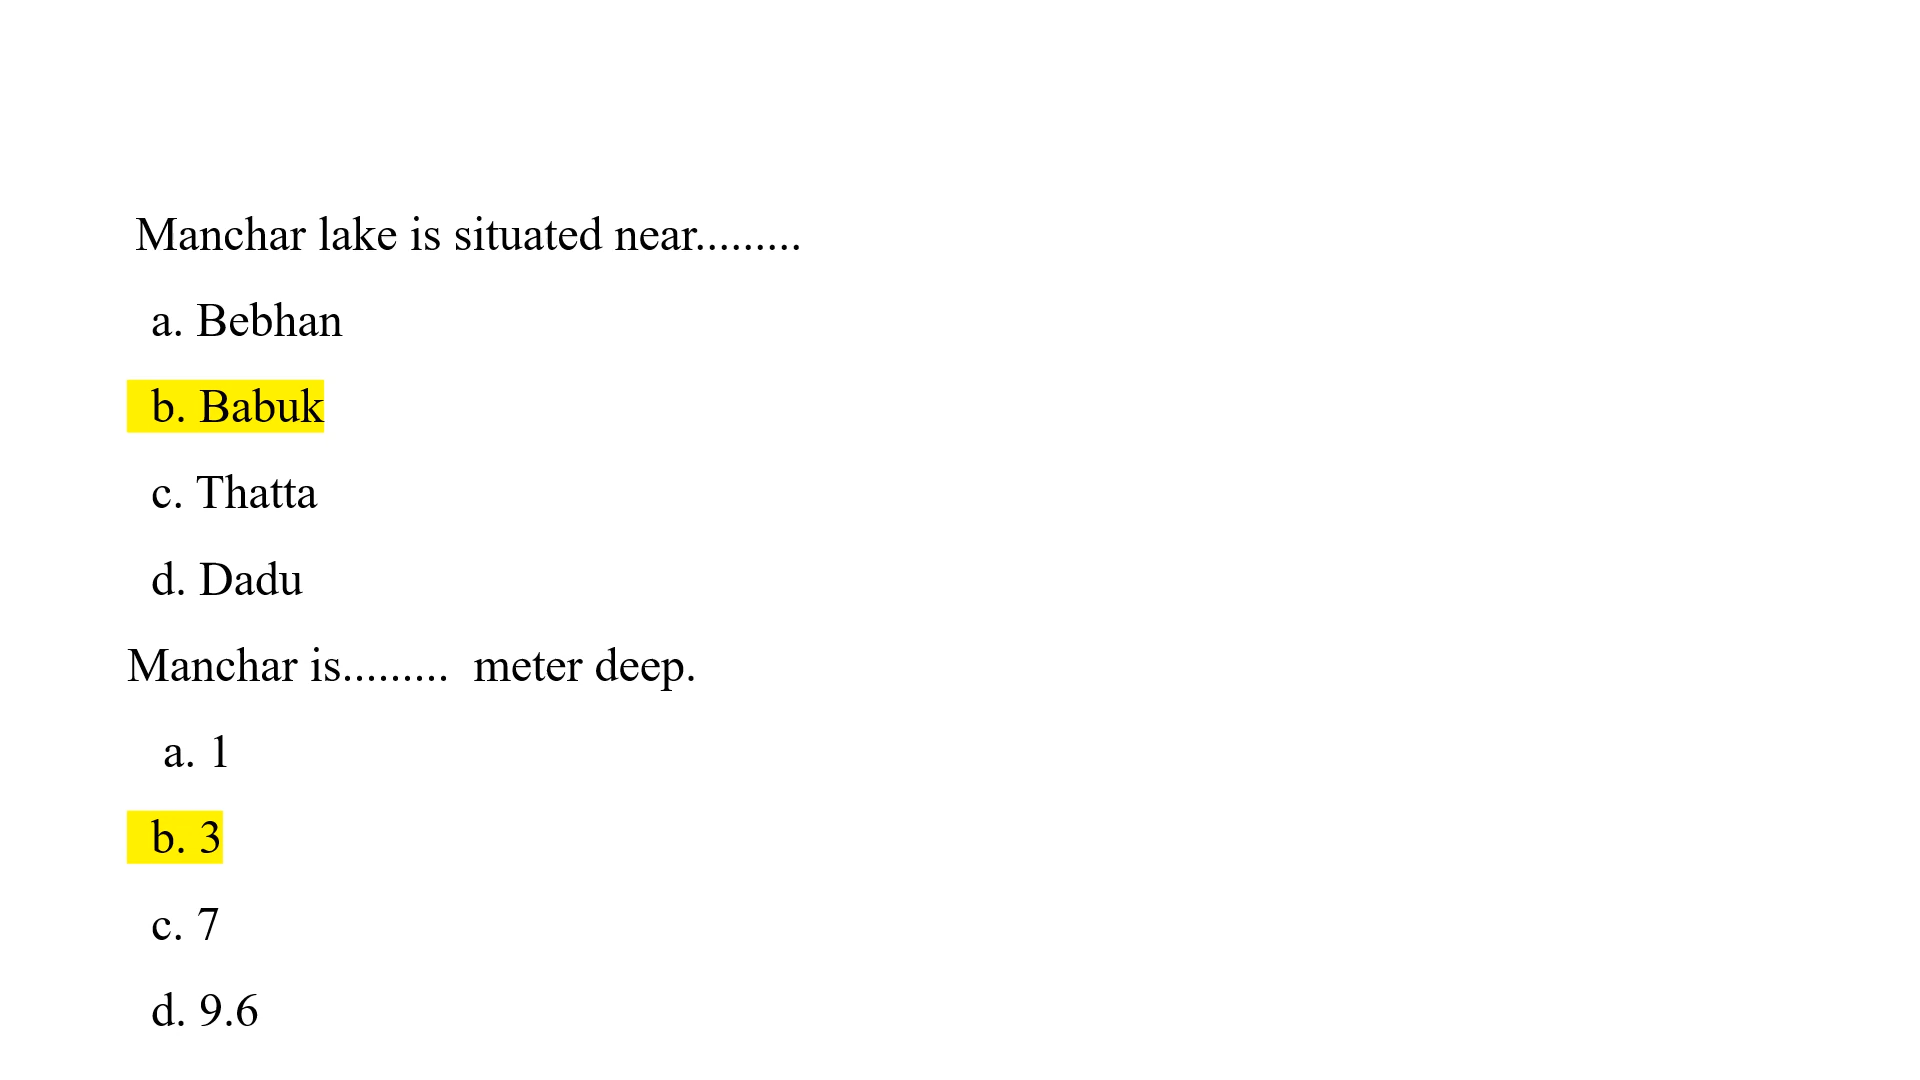 Manchar lake is situated near.........
a. Bebhan
b. Babuk
c. Thatta
d. Dadu
Manchar is......... meter deep.
a. 1
b. 3
c. 7
d. 9.6